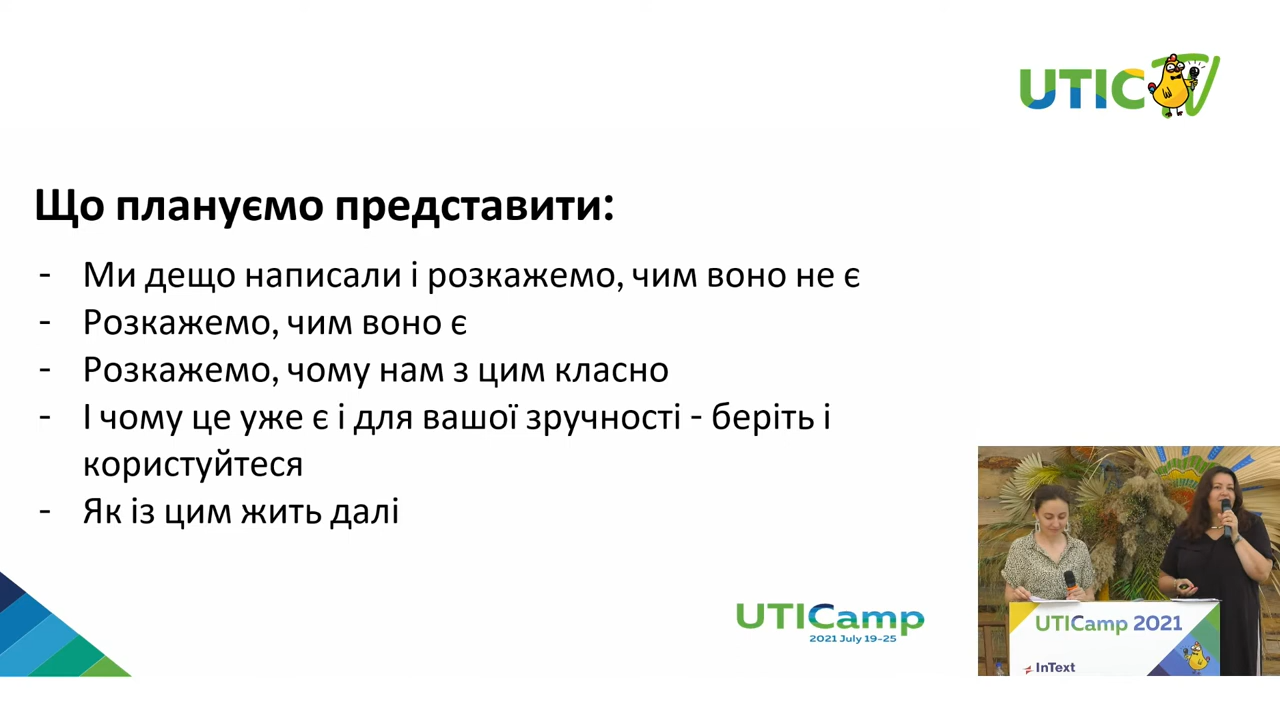 UTIC TV
Що плануємо представити:
- Ми дещо написали і розкажемо, чим воно не є
- Розкажемо, чим воно є
- Розкажемо, чому нам з цим класно
- І чому це уже є і для вашої зручності - беріть і
користуйтеся
- Як із цим жить далі
UTICamp
2021 July 19-25
UTICamp 2021
InText